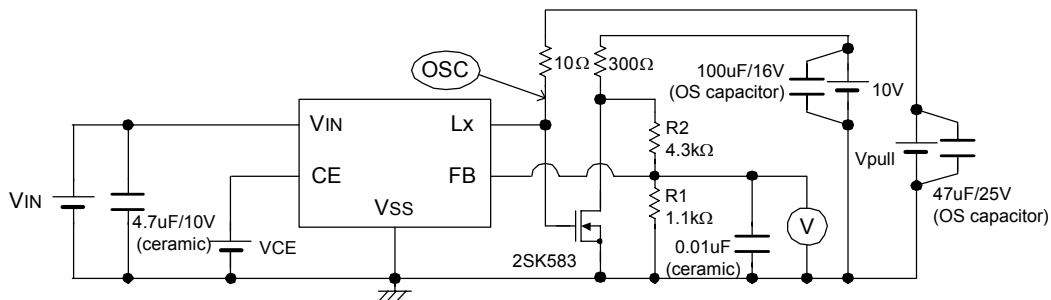 OSC
10Ω
300Ω
100uF/16V
(OS capacitor)
10V
VIN
Lx
CE
FB
VSS
R2
4.3kΩ
R1
1.1kΩ
Vpull
47uF/25V
(OS capacitor)
VIN
4.7uF/10V
(ceramic)
VCE
2SK583
0.01uF
(ceramic)
V